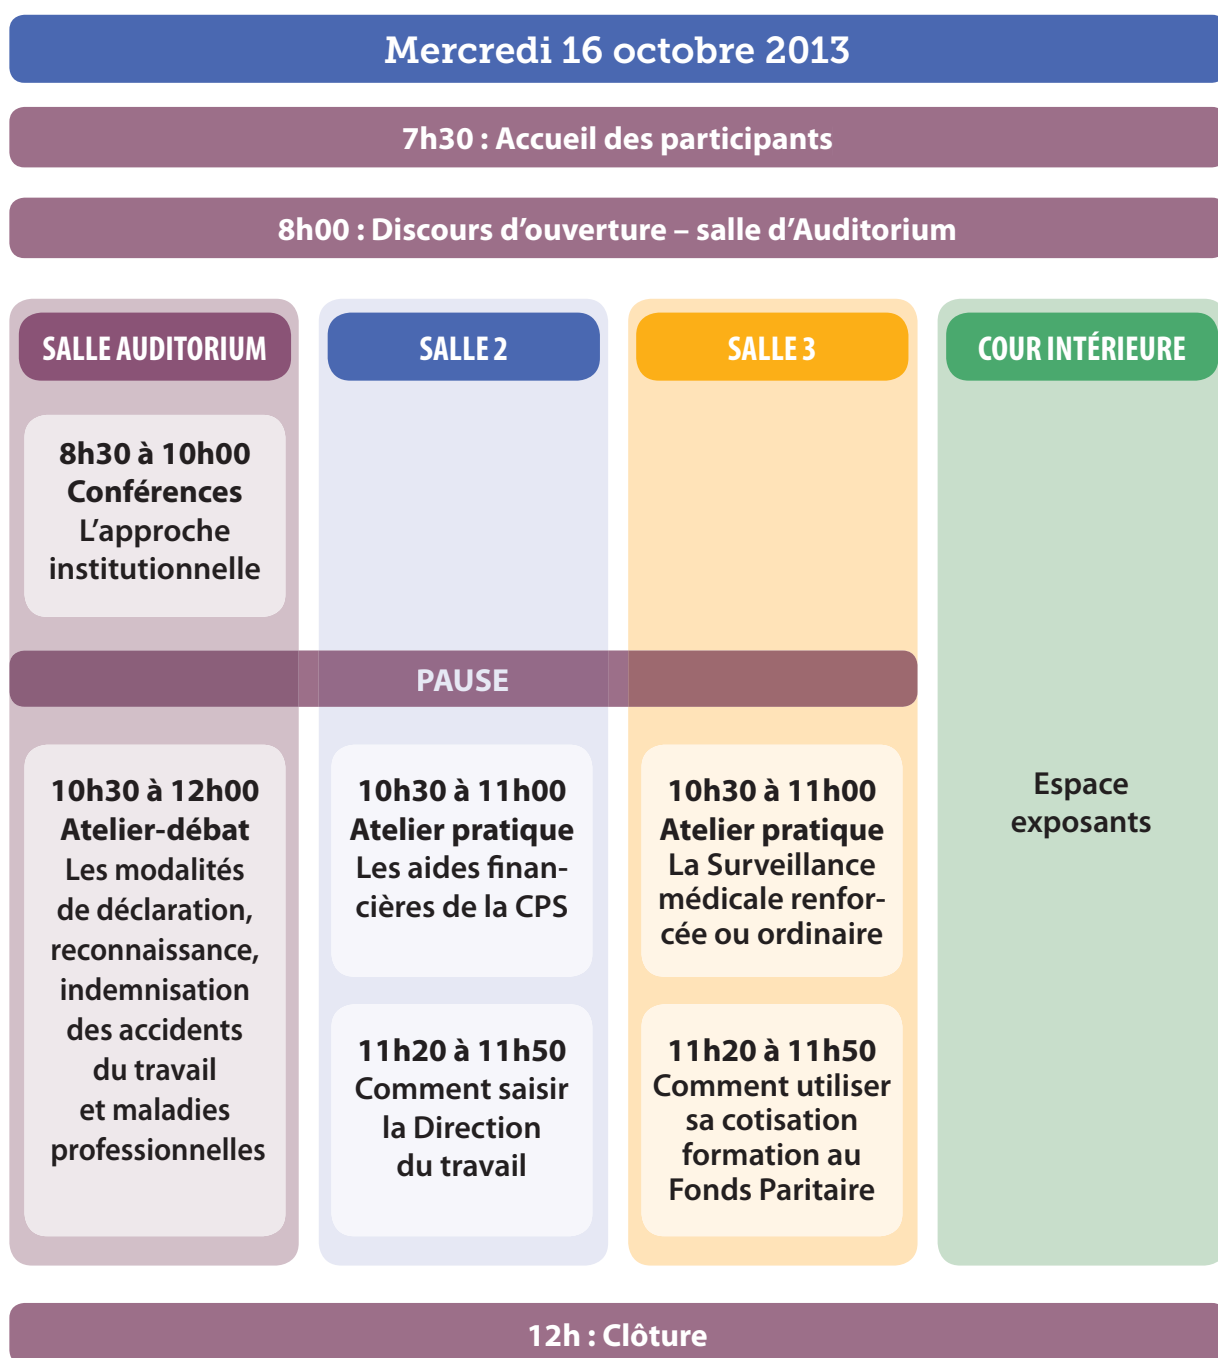 Mercredi 16 octobre 2013
7h30 : Accueil des participants
8h00 : Discours d’ouverture – salle d’Auditorium
SALLE AUDITORIUM
8h30 à 10h00
Conférences
L’approche
institutionnelle
SALLE 2
SALLE 3
COUR INTÉRIEURE
PAUSE
10h30 à 12h00
Atelier-débat
Les modalités
de déclaration,
reconnaissance,
indemnisation
des accidents
du travail
et maladies
professionnelles
10h30 à 11h00
Atelier pratique
Les aides finan-
cières de la CPS
11h20 à 11h50
Comment saisir
la Direction
du travail
10h30 à 11h00
Atelier pratique
La Surveillance
médicale renfor-
cée ou ordinaire
11h20 à 11h50
Comment utiliser
sa cotisation
formation au
Fonds Paritaire
Espace
exposants
12h : Clôture